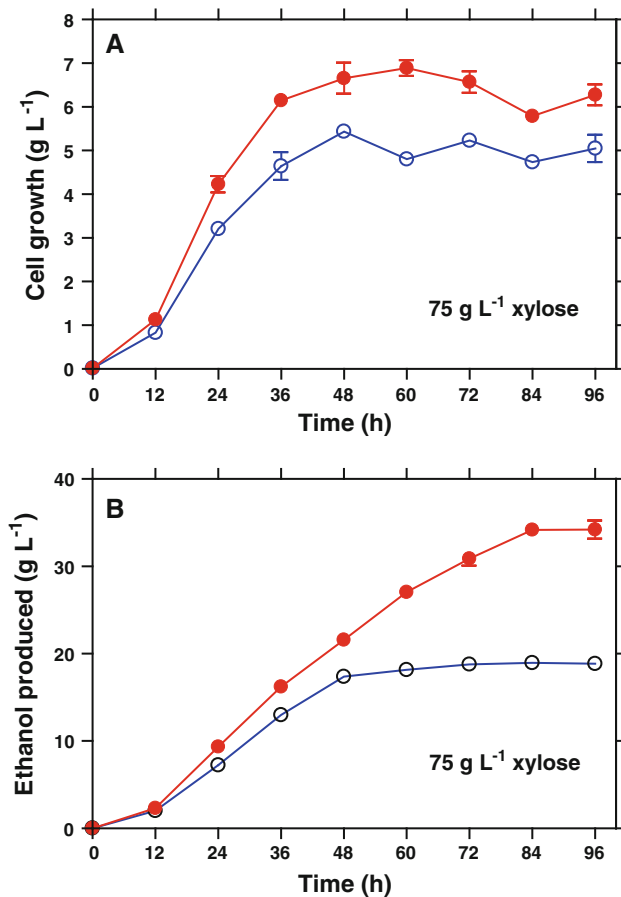 A
Cell growth (g L⁻¹)
8
7
6
5
4
3
2
1
0
75 g L⁻¹ xylose
0 12 24 36 48 60 72 84 96
Time (h)
B
Ethanol produced (g L⁻¹)
40
30
20
10
0
75 g L⁻¹ xylose
0 12 24 36 48 60 72 84 96
Time (h)